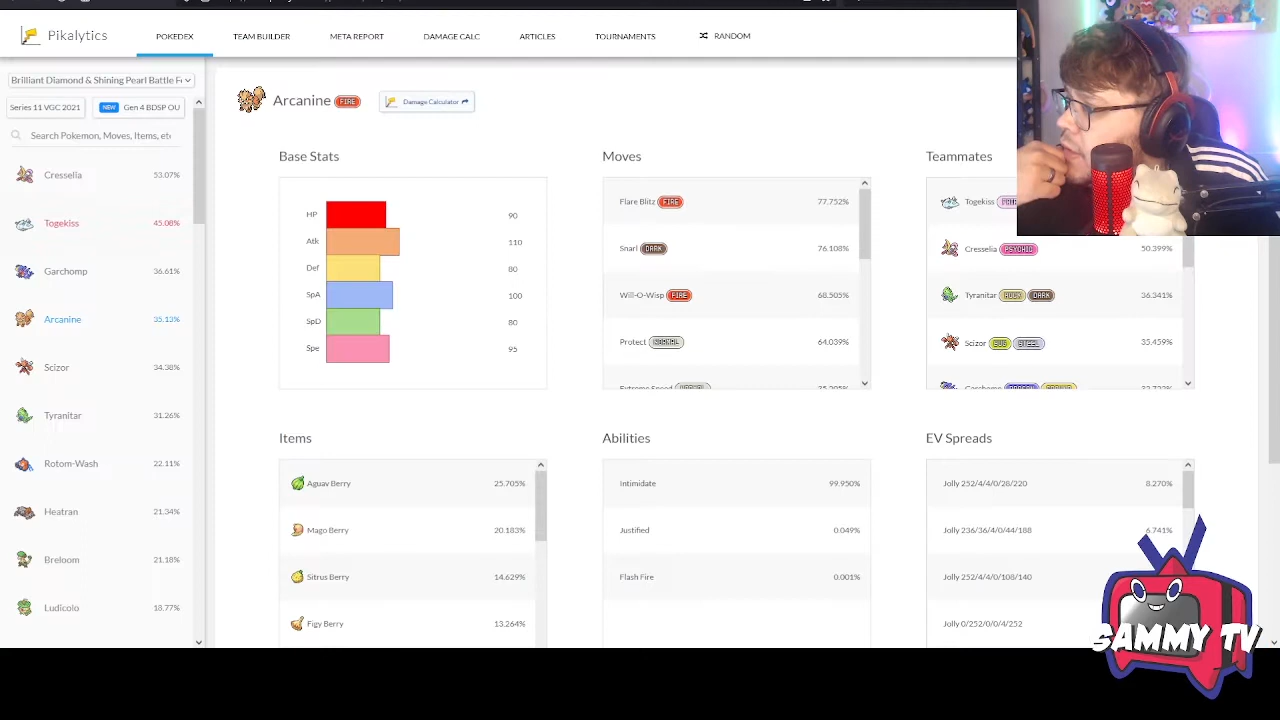 Pikalytics
POKEDEX
TEAM BUILDER
META REPORT
DAMAGE CALC
ARTICLES
TOURNAMENTS
RANDOM
Brilliant Diamond & Shining Pearl Battle F
Series 11 VGC 2021
NEW Gen 4 BDSP OU
Search Pokemon, Moves, Items, etc
Cresselia 53.07%
Togekiss 45.08%
Garchomp 36.61%
Arcanine 35.13%
Scizor 34.38%
Tyranitar 31.26%
Rotom-Wash 22.11%
Heatran 21.34%
Breloom 21.18%
Ludicolo 18.77%
Arcanine FIRE
Damage Calculator
Base Stats
HP 90
Atk 110
Def 80
SpA 100
SpD 80
Spe 95
Moves
Flare Blitz FIRE 77.752%
Snarl DARK 76.108%
Will-O-Wisp FIRE 68.505%
Protect NORMAL 64.039%
Extreme Speed NORMAL 35.205%
Teammates
Togekiss
Cresselia PSYCHIC 50.399%
Tyranitar ROCK DARK 36.341%
Scizor BUG STEEL 35.459%
Garchomp DRAGON GROUND
Items
Aguav Berry 25.705%
Mago Berry 20.183%
Sitrus Berry 14.629%
Figy Berry 13.264%
Abilities
Intimidate 99.950%
Justified 0.049%
Flash Fire 0.001%
EV Spreads
Jolly 252/4/4/0/28/220 8.270%
Jolly 236/36/4/0/44/188 6.741%
Jolly 252/4/4/0/108/140
Jolly 0/252/0/0/4/252
SAMMY TV